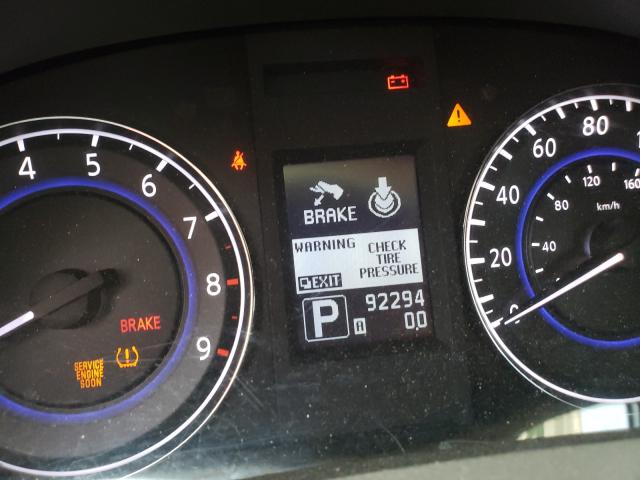 4 5 6 7 8 9
BRAKE
SERVICE
ENGINE
SOON
BRAKE
WARNING
EXIT
CHECK
TIRE
PRESSURE
P
A
92294
0.0
0 20 40 60 80
40 80 120 160
km/h